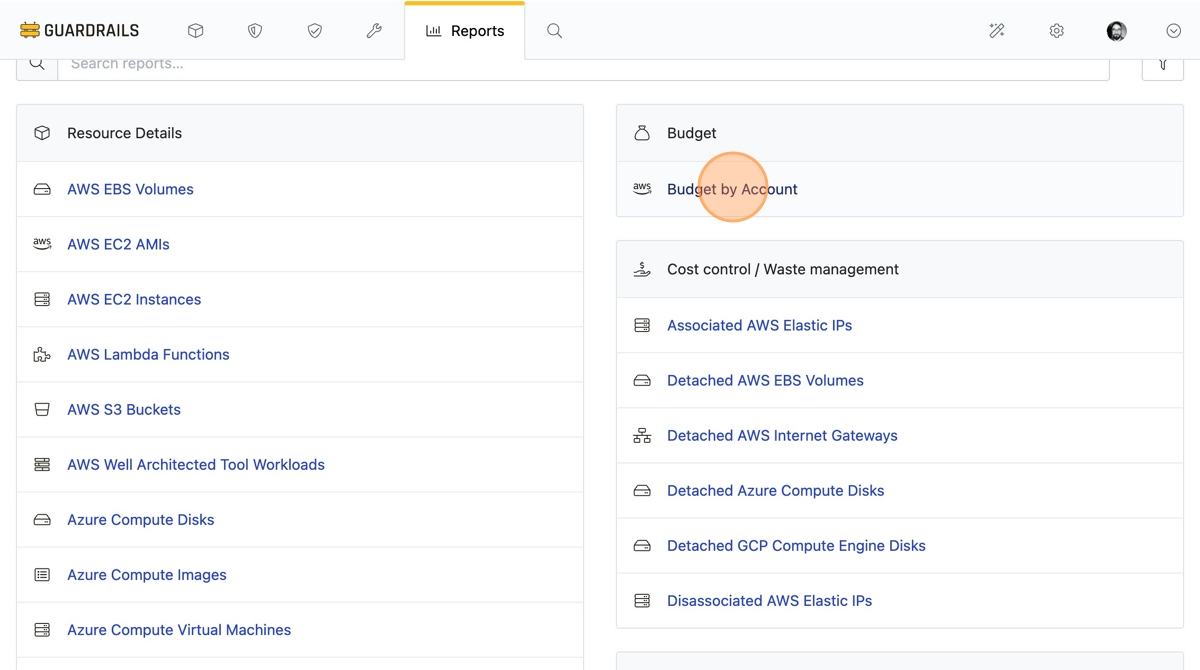 GUARDRAILS
Reports
Search reports...
Resource Details
AWS EBS Volumes
aws
AWS EC2 AMIs
AWS EC2 Instances
AWS Lambda Functions
AWS S3 Buckets
AWS Well Architected Tool Workloads
Azure Compute Disks
Azure Compute Images
Azure Compute Virtual Machines
Budget
aws
Budget by Account
Cost control / Waste management
Associated AWS Elastic IPs
Detached AWS EBS Volumes
Detached AWS Internet Gateways
Detached Azure Compute Disks
Detached GCP Compute Engine Disks
Disassociated AWS Elastic IPs